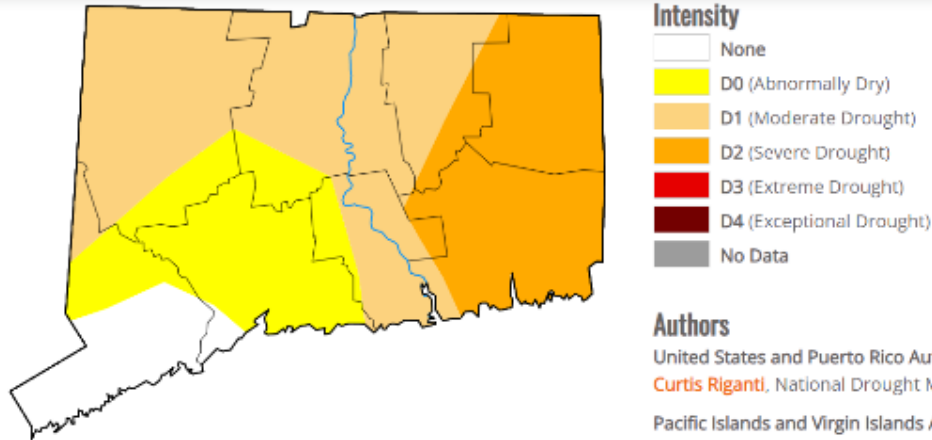 Intensity
None
D0 (Abnormally Dry)
D1 (Moderate Drought)
D2 (Severe Drought)
D3 (Extreme Drought)
D4 (Exceptional Drought)
No Data
Authors
United States and Puerto Rico Au
Curtis Riganti, National Drought M
Pacific Islands and Virgin Islands A